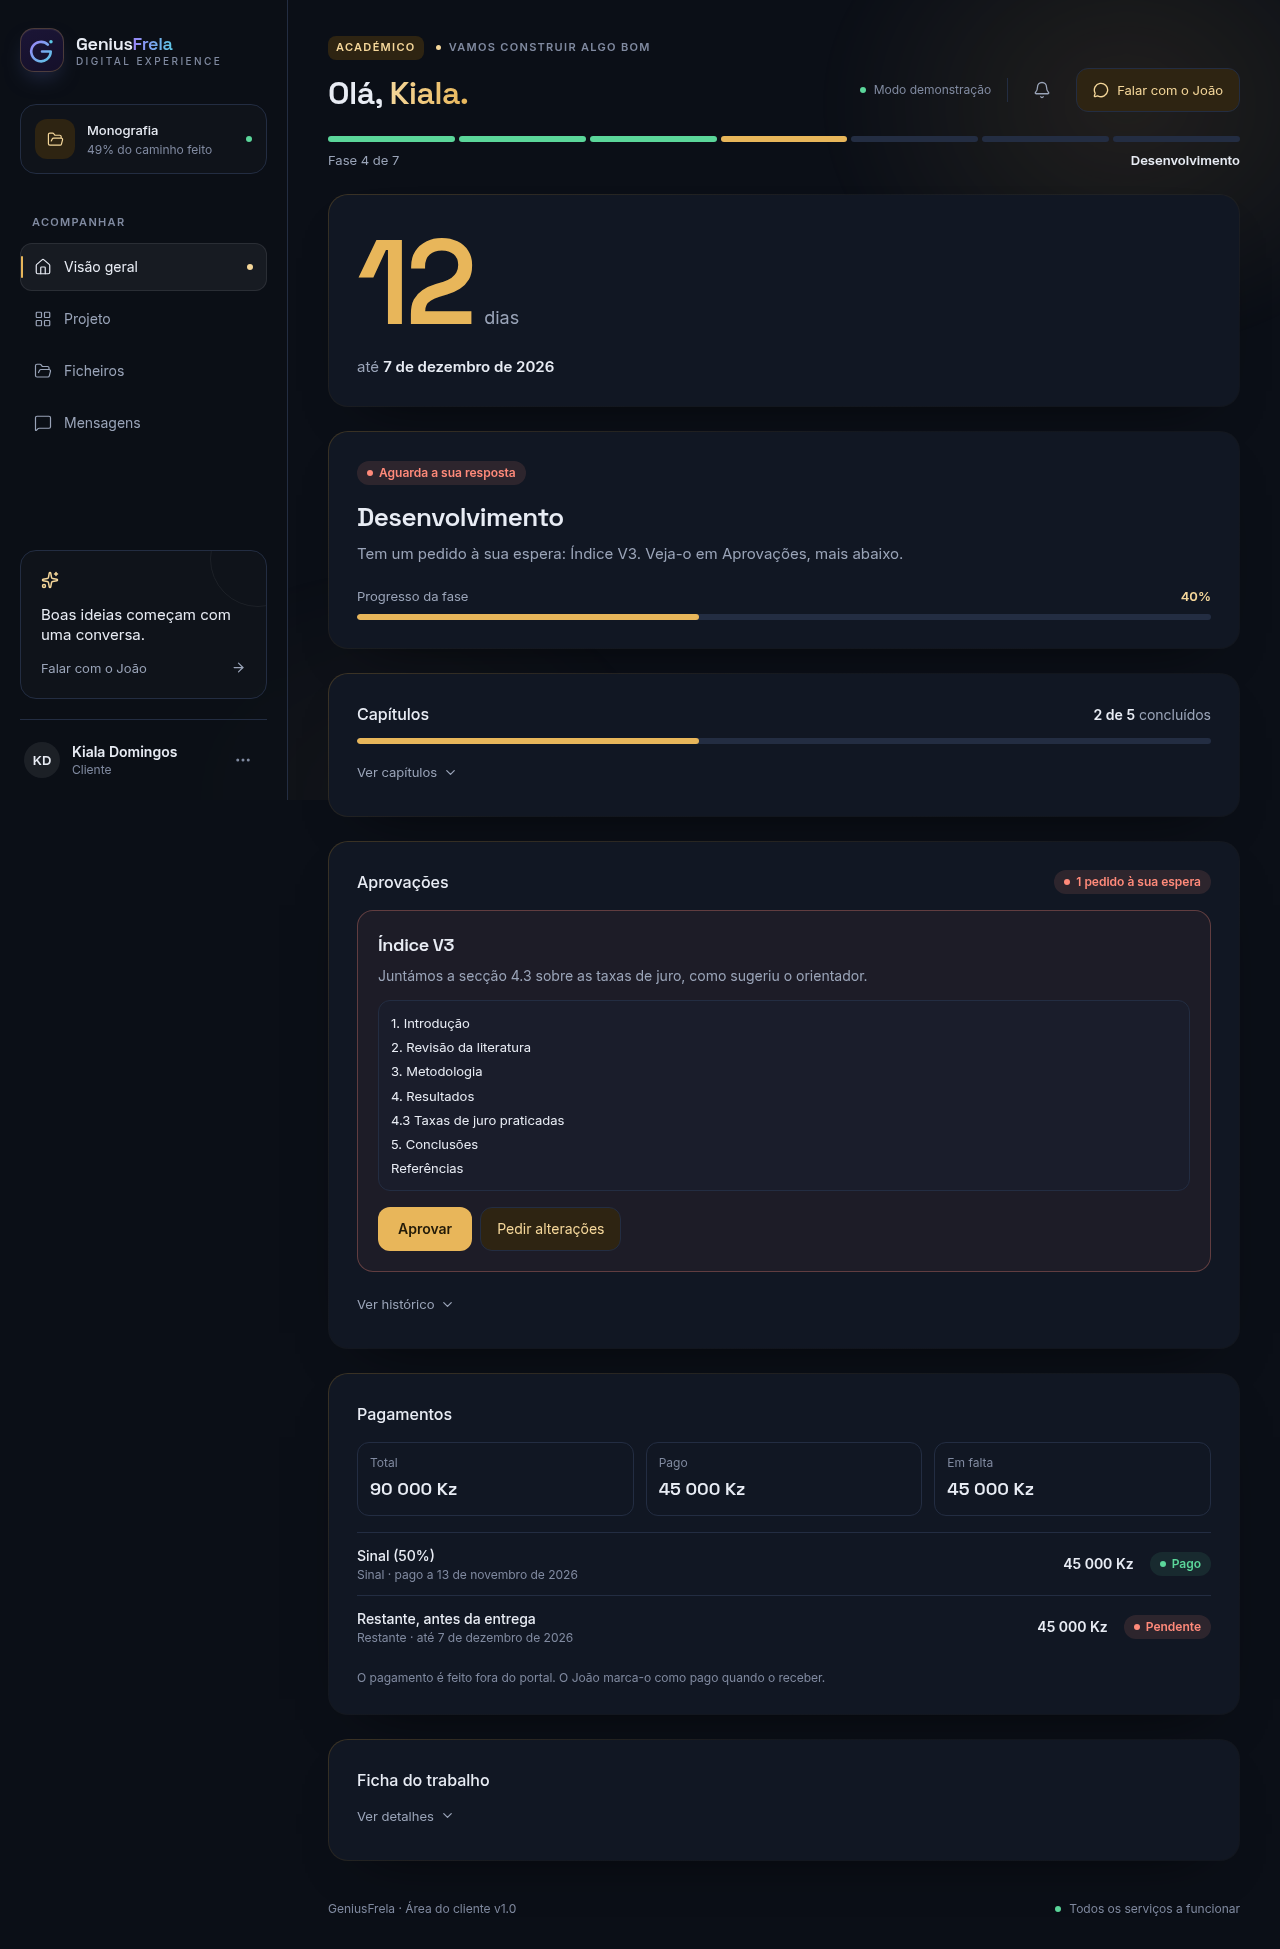 GeniusFrela
DIGITAL EXPERIENCE
Monografia
49% do caminho feito
ACOMPANHAR
Visão geral
Projeto
Ficheiros
Mensagens
Boas ideias começam com
uma conversa.
Falar com o João
KD
Kiala Domingos
Cliente
ACADÉMICO
VAMOS CONSTRUIR ALGO BOM
Olá, Kiala.
Modo demonstração
Falar com o João
Fase 4 de 7
Desenvolvimento
12 dias
até 7 de dezembro de 2026
Aguarda a sua resposta
Desenvolvimento
Tem um pedido à sua espera: Índice V3. Veja-o em Aprovações, mais abaixo.
Progresso da fase
40%
Capítulos
2 de 5 concluídos
Ver capítulos
Aprovações
1 pedido à sua espera
Índice V3
Juntámos a secção 4.3 sobre as taxas de juro, como sugeriu o orientador.
1. Introdução
2. Revisão da literatura
3. Metodologia
4. Resultados
4.3 Taxas de juro praticadas
5. Conclusões
Referências
Aprovar
Pedir alterações
Ver histórico
Pagamentos
Total
90 000 Kz
Pago
45 000 Kz
Em falta
45 000 Kz
Sinal (50%)
Sinal · pago a 13 de novembro de 2026
45 000 Kz
Pago
Restante, antes da entrega
Restante · até 7 de dezembro de 2026
45 000 Kz
Pendente
O pagamento é feito fora do portal. O João marca-o como pago quando o receber.
Ficha do trabalho
Ver detalhes
GeniusFrela · Área do cliente v1.0
Todos os serviços a funcionar